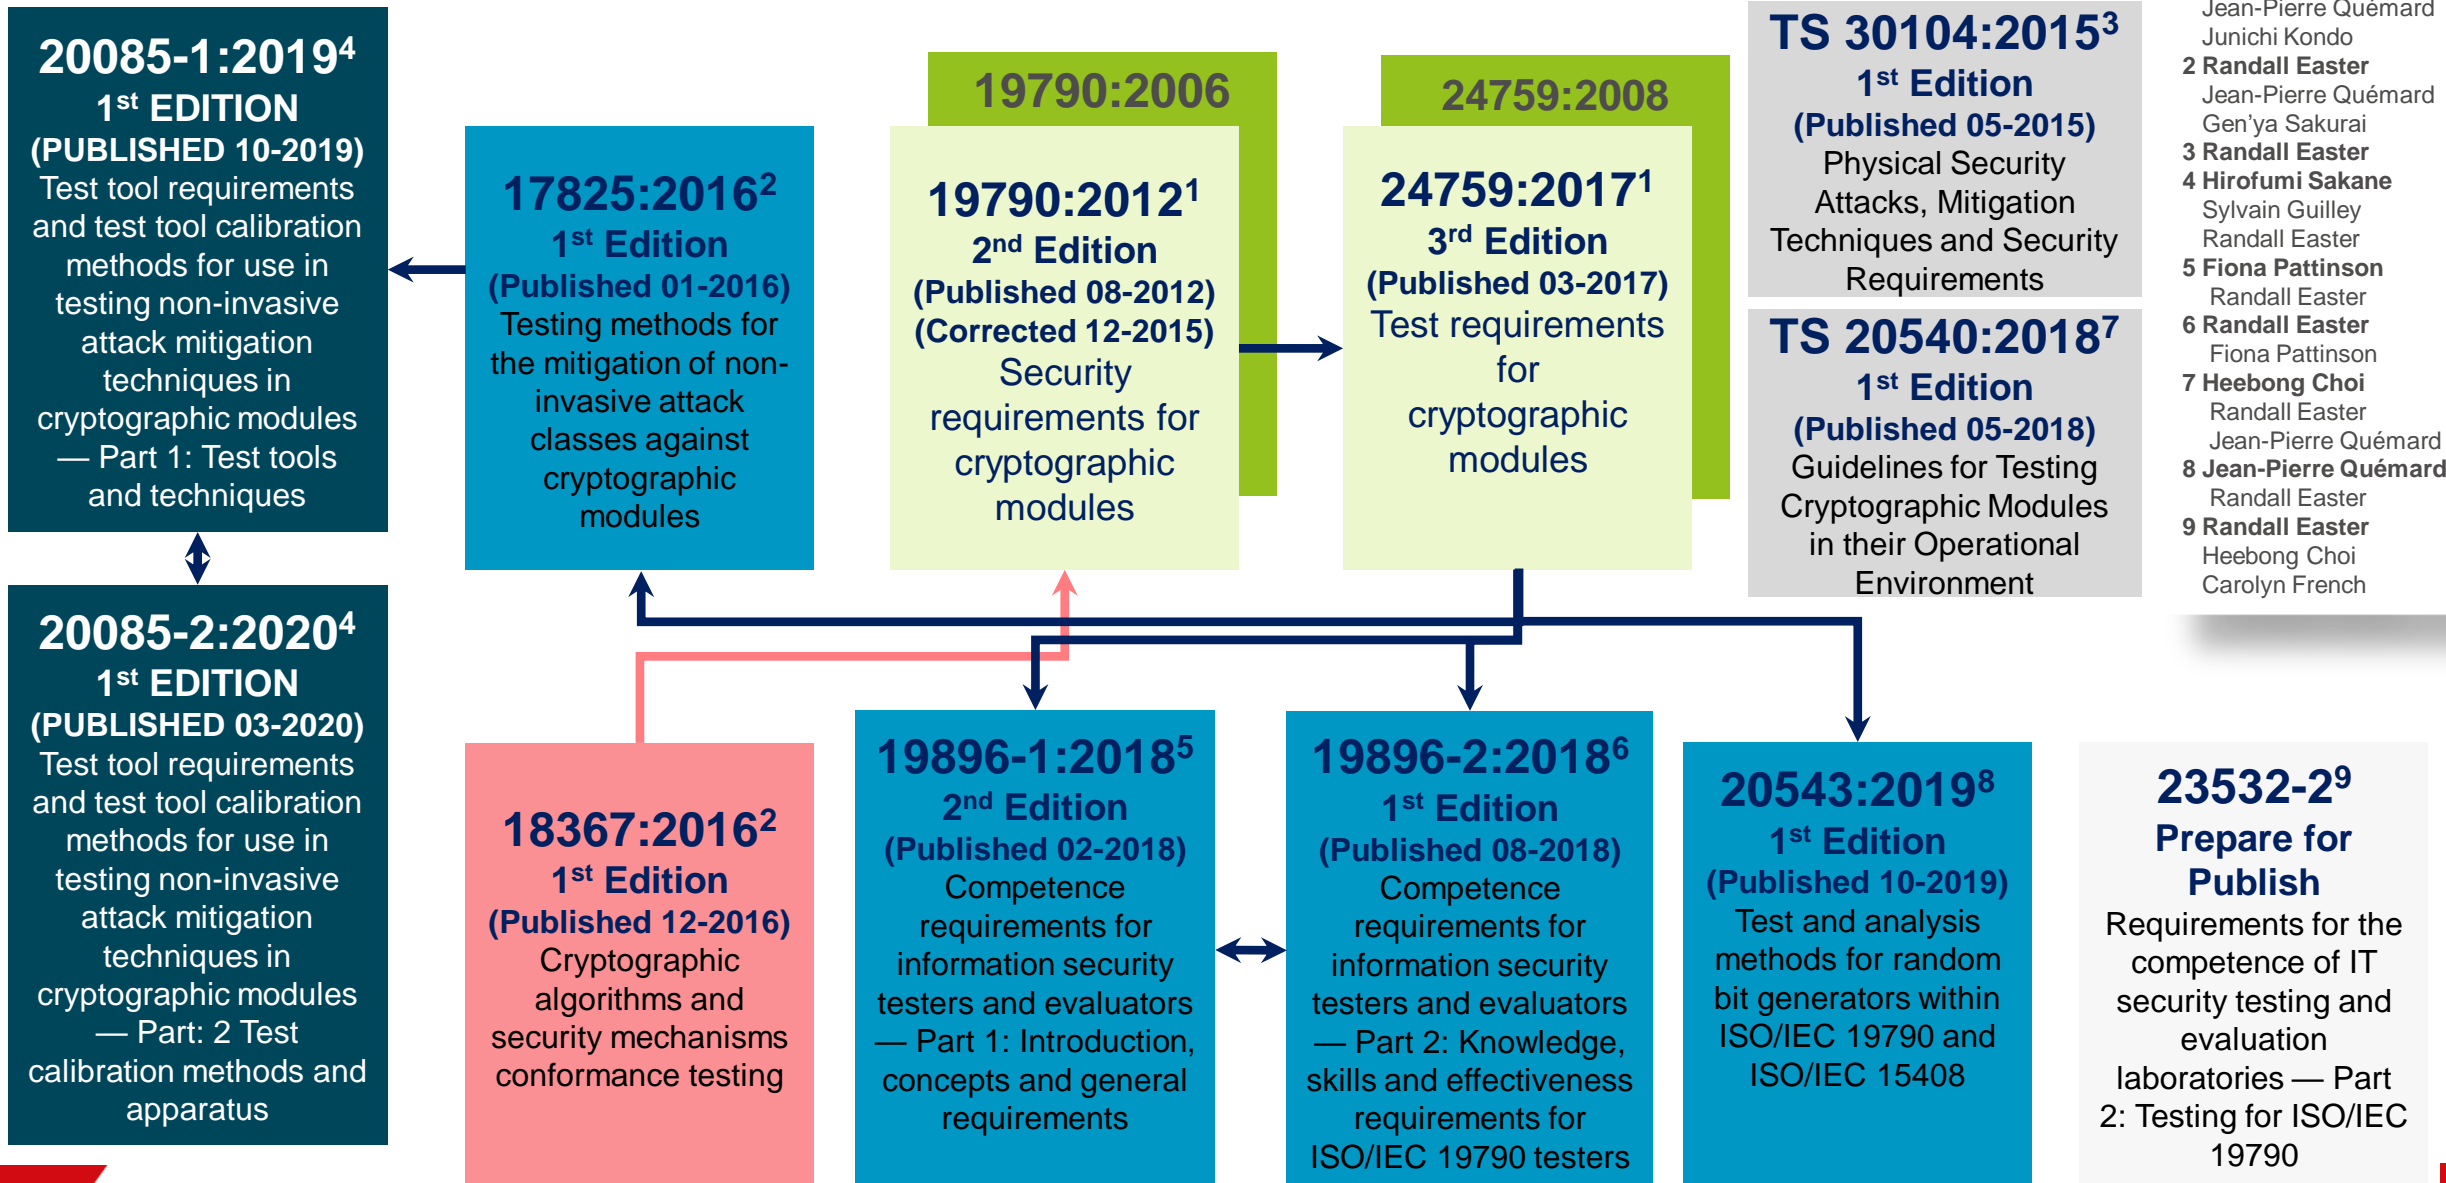 20085-1:2019⁴
1st EDITION
(PUBLISHED 10-2019)
Test tool requirements
and test tool calibration
methods for use in
testing non-invasive
attack mitigation
techniques in
cryptographic modules
— Part 1: Test tools
and techniques
20085-2:2020⁴
1st EDITION
(PUBLISHED 03-2020)
Test tool requirements
and test tool calibration
methods for use in
testing non-invasive
attack mitigation
techniques in
cryptographic modules
— Part: 2 Test
calibration methods and
apparatus
17825:2016²
1st Edition
(Published 01-2016)
Testing methods for
the mitigation of non-
invasive attack
classes against
cryptographic
modules
19790:2006
19790:2012¹
2nd Edition
(Published 08-2012)
(Corrected 12-2015)
Security
requirements for
cryptographic
modules
24759:2008
24759:2017¹
3rd Edition
(Published 03-2017)
Test requirements
for
cryptographic
modules
TS 30104:2015³
1st Edition
(Published 05-2015)
Physical Security
Attacks, Mitigation
Techniques and Security
Requirements
TS 20540:2018⁷
1st Edition
(Published 05-2018)
Guidelines for Testing
Cryptographic Modules
in their Operational
Environment
Jean-Pierre Quémard
Junichi Kondo
2 Randall Easter
Jean-Pierre Quémard
Gen’ya Sakurai
3 Randall Easter
4 Hirofumi Sakane
Sylvain Guilley
Randall Easter
5 Fiona Pattinson
Randall Easter
6 Randall Easter
Fiona Pattinson
7 Heebong Choi
Randall Easter
Jean-Pierre Quémard
8 Jean-Pierre Quémard
Randall Easter
9 Randall Easter
Heebong Choi
Carolyn French
18367:2016²
1st Edition
(Published 12-2016)
Cryptographic
algorithms and
security mechanisms
conformance testing
19896-1:2018⁵
2nd Edition
(Published 02-2018)
Competence
requirements for
information security
testers and evaluators
— Part 1: Introduction,
concepts and general
requirements
19896-2:2018⁶
1st Edition
(Published 08-2018)
Competence
requirements for
information security
testers and evaluators
— Part 2: Knowledge,
skills and effectiveness
requirements for
ISO/IEC 19790 testers
20543:2019⁸
1st Edition
(Published 10-2019)
Test and analysis
methods for random
bit generators within
ISO/IEC 19790 and
ISO/IEC 15408
23532-2⁹
Prepare for
Publish
Requirements for the
competence of IT
security testing and
evaluation
laboratories — Part
2: Testing for ISO/IEC
19790